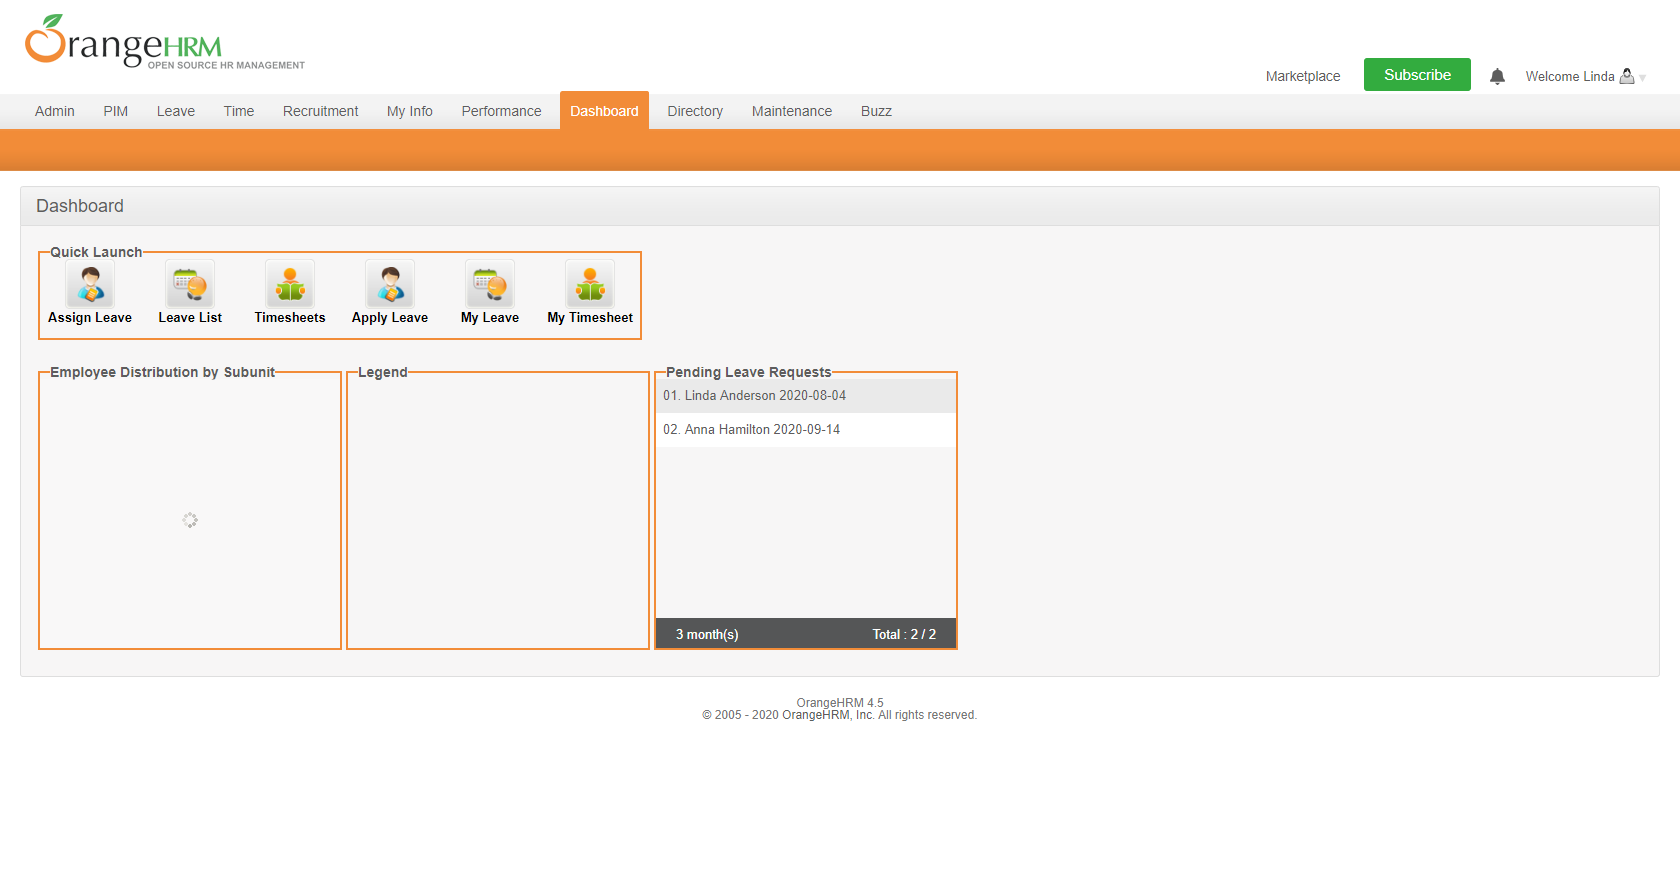 OrangeHRM
OPEN SOURCE HR MANAGEMENT
Marketplace Subscribe Welcome Linda
Admin PIM Leave Time Recruitment My Info Performance Dashboard Directory Maintenance Buzz
Dashboard
Quick Launch
Assign Leave Leave List Timesheets Apply Leave My Leave My Timesheet
Employee Distribution by Subunit Legend Pending Leave Requests
01. Linda Anderson 2020-08-04
02. Anna Hamilton 2020-09-14
3 month(s) Total : 2 / 2
OrangeHRM 4.5
© 2005 - 2020 OrangeHRM, Inc. All rights reserved.